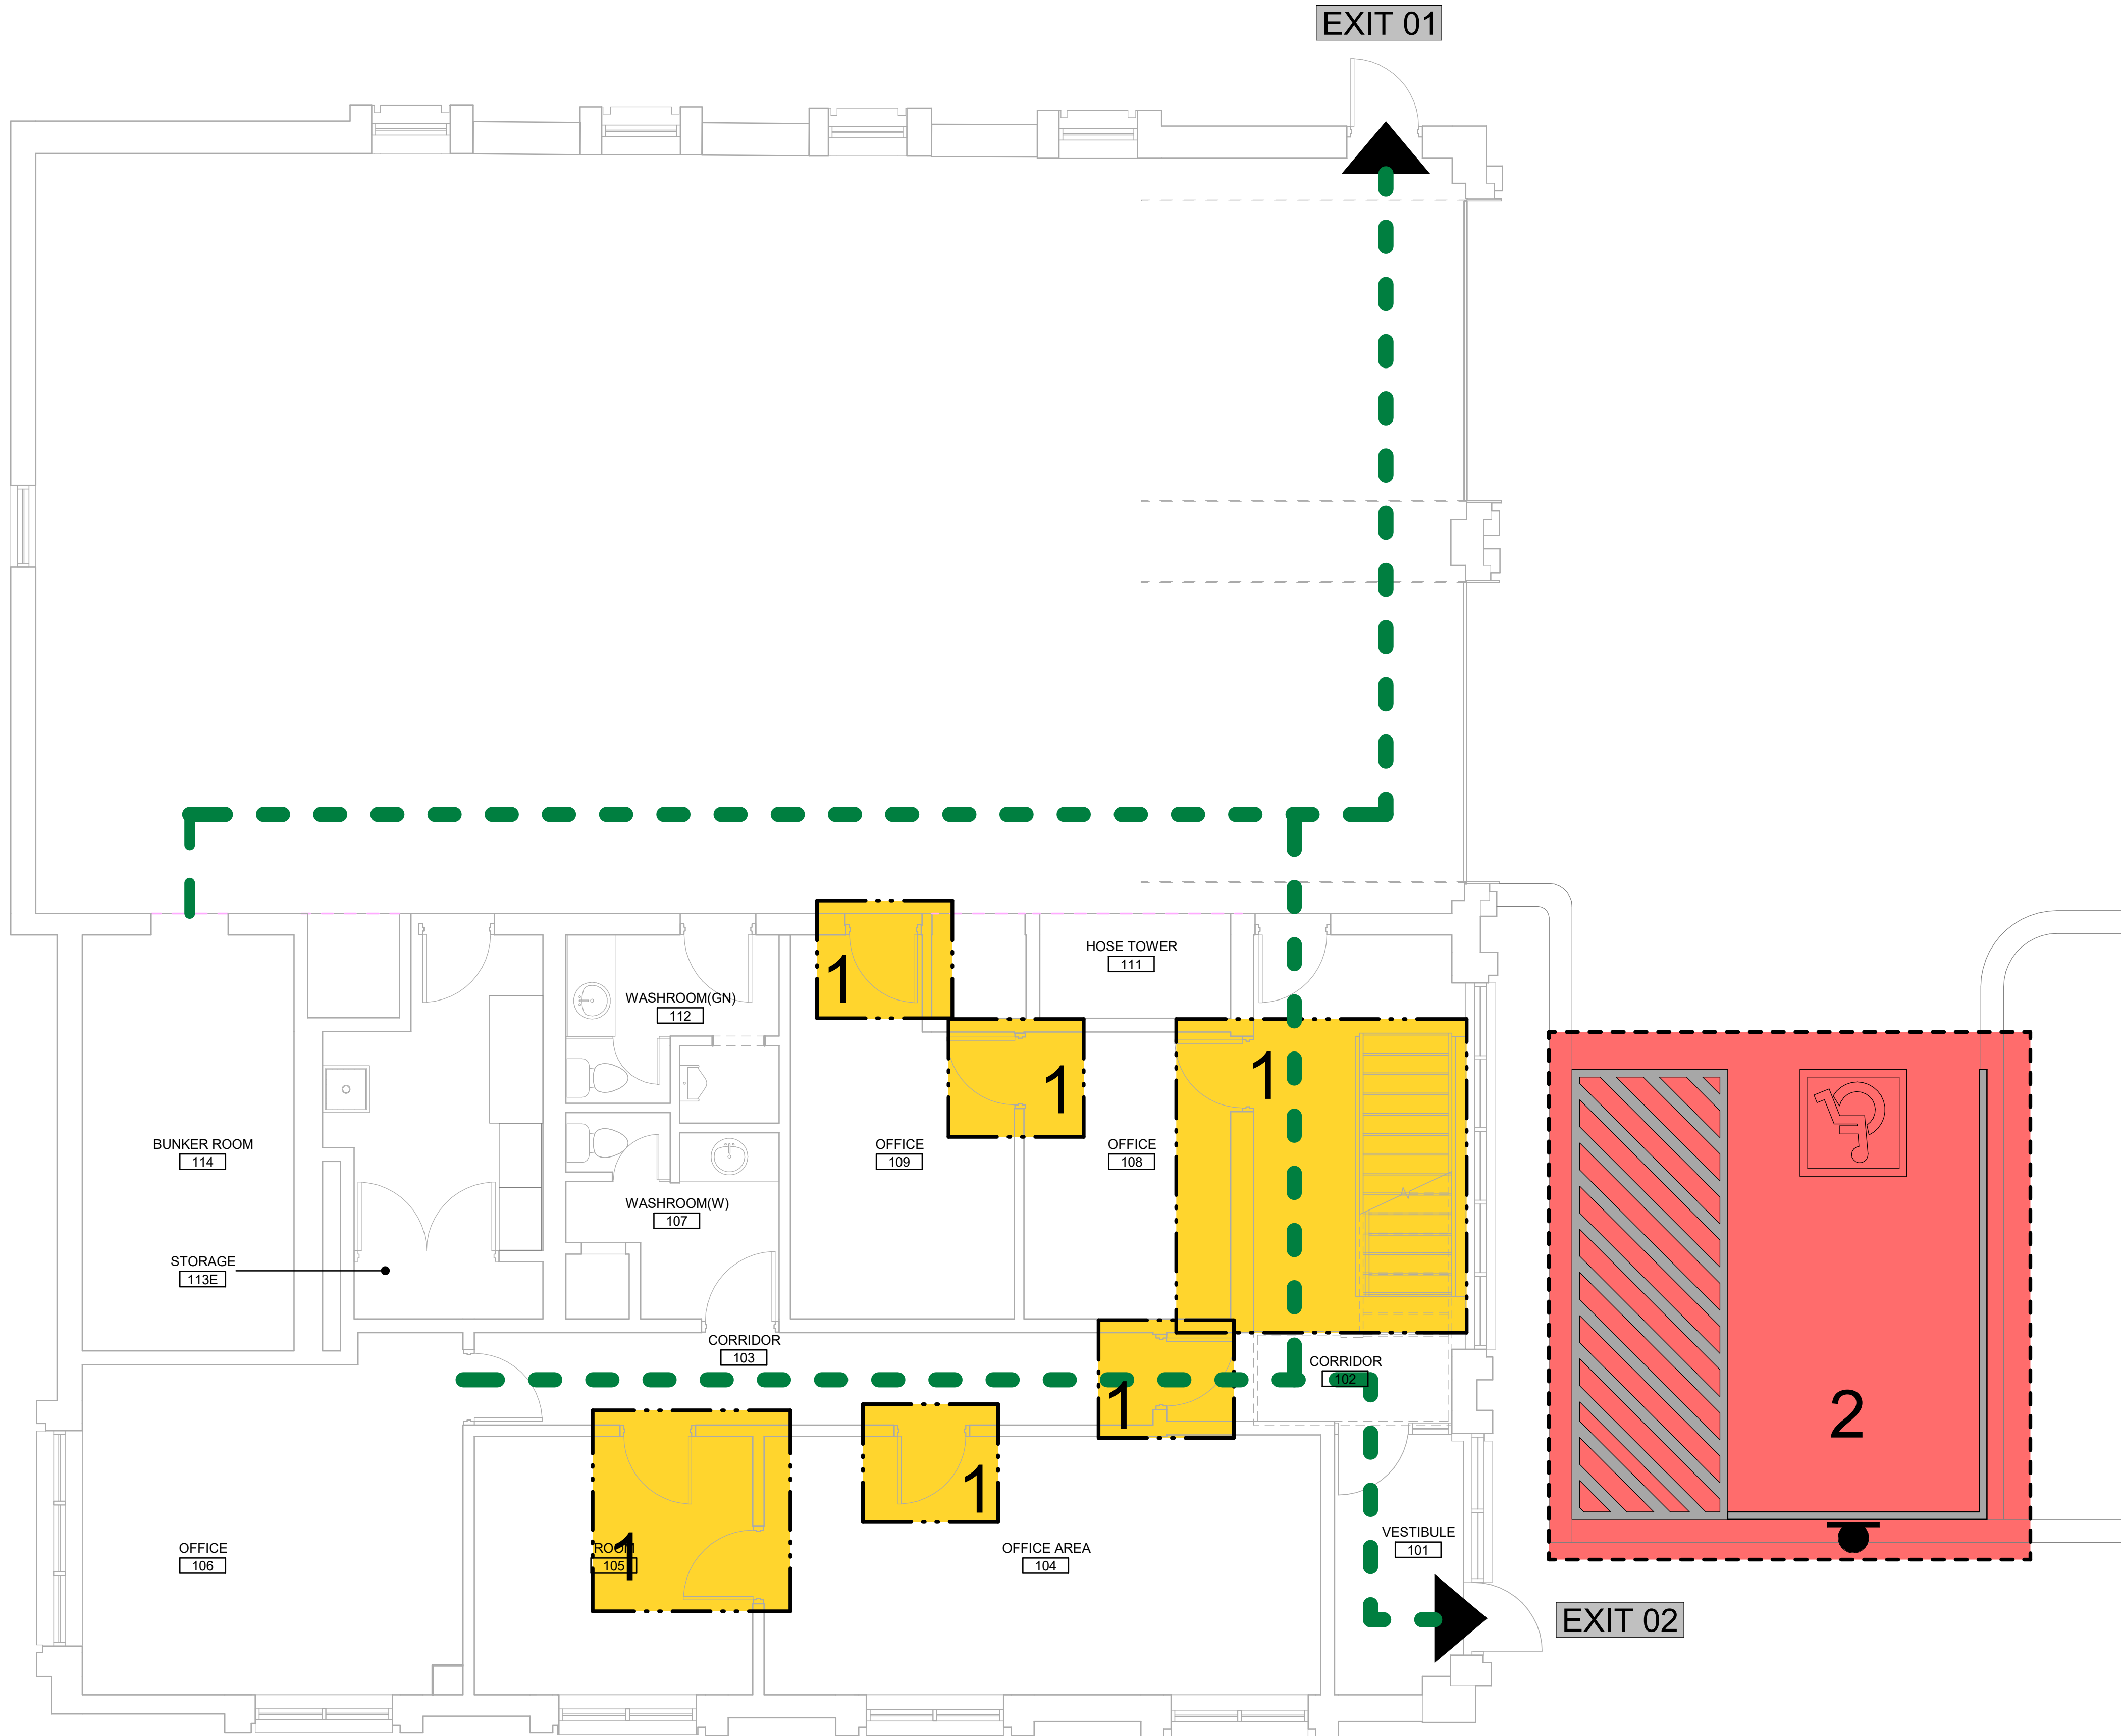 EXIT 01
1
HOSE TOWER
111
WASHROOM(GN)
112
1
1
BUNKER ROOM
114
OFFICE
109
OFFICE
108
WASHROOM(W)
107
STORAGE
113E
CORRIDOR
103
CORRIDOR
102
1
2
1
OFFICE
106
ROOM
105
1
OFFICE AREA
104
VESTIBULE
101
EXIT 02